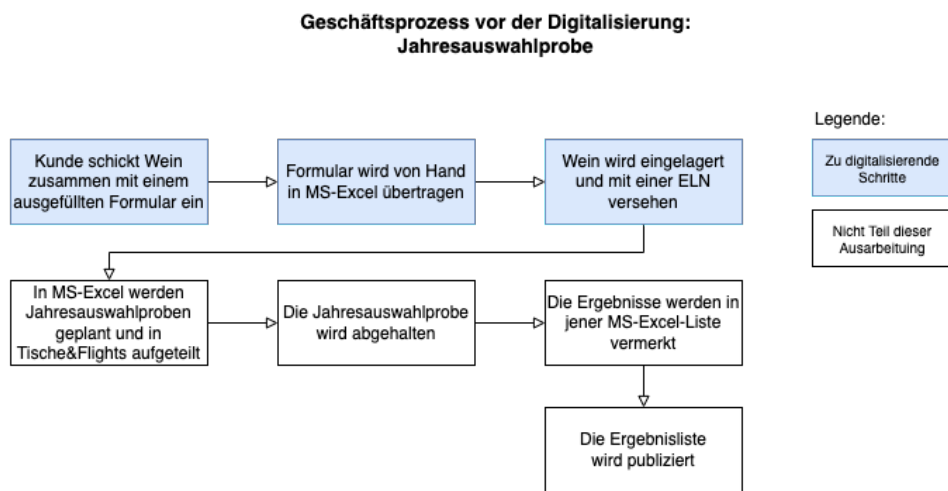 Geschäftsprozess vor der Digitalisierung:
Jahresauswahlprobe
Legende:
Kunde schickt Wein
zusammen mit einem
ausgefüllten Formular ein
Formular wird von Hand
in MS-Excel übertragen
Wein wird eingelagert
und mit einer ELN
versehen
Zu digitalisierende
Schritte
Nicht Teil dieser
Ausarbeituing
In MS-Excel werden
Jahresauswahlproben
geplant und in
Tische&Flights aufgeteilt
Die Jahresauswahlprobe
wird abgehalten
Die Ergebnisse werden in
jener MS-Excel-Liste
vermerkt
Die Ergebnisliste
wird publiziert